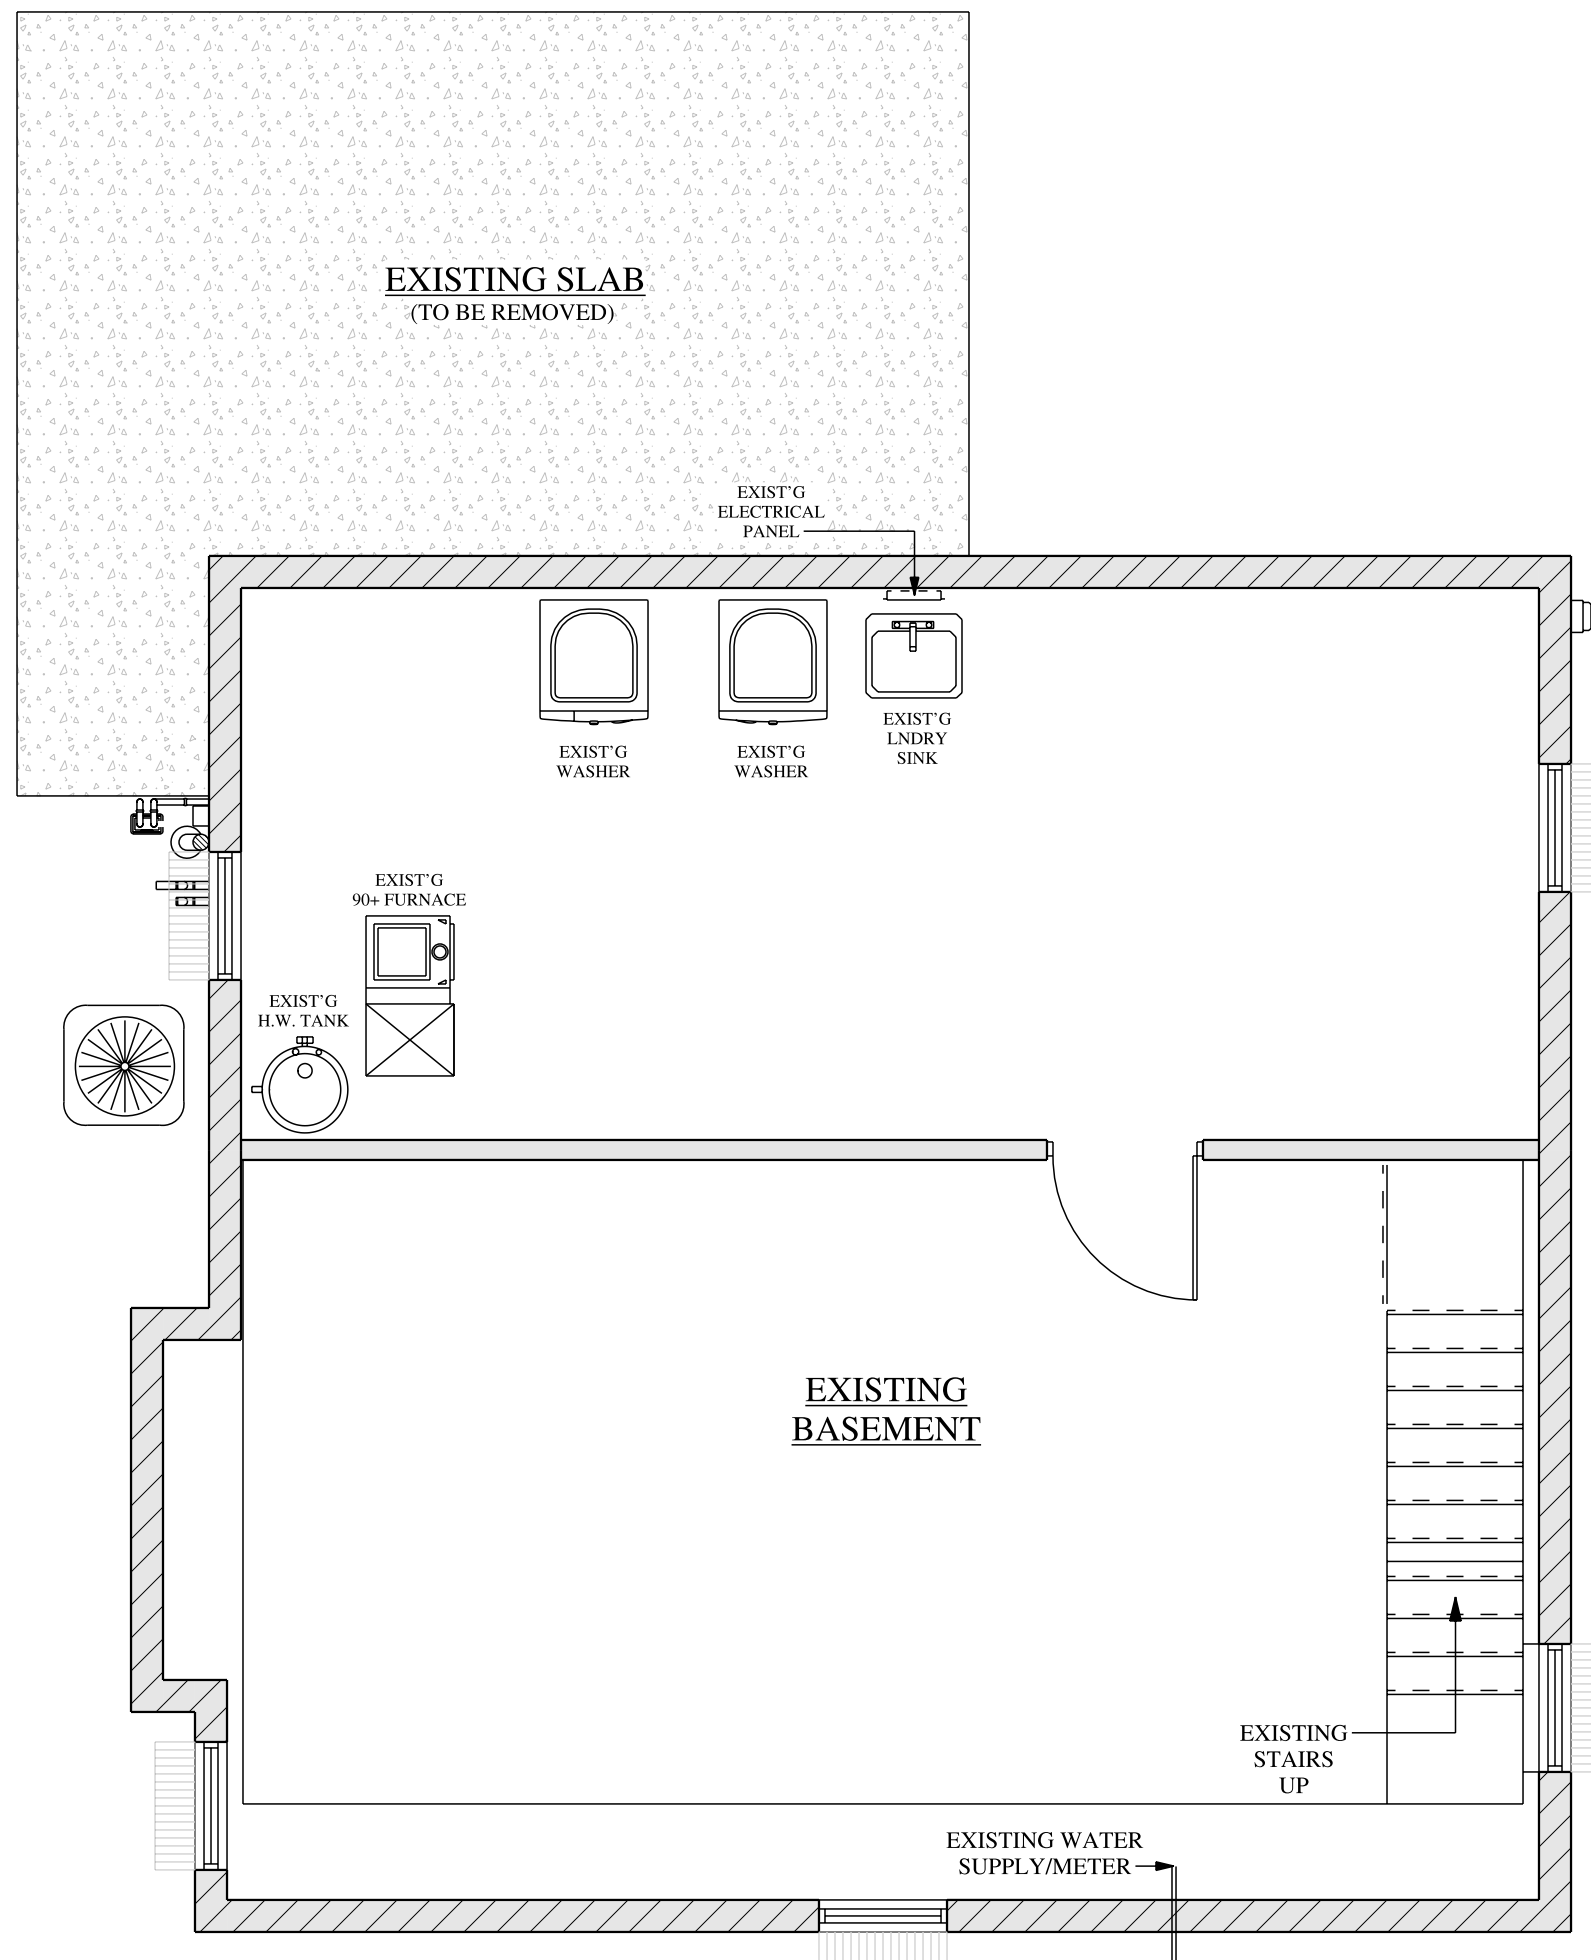 EXISTING SLAB
(TO BE REMOVED)
EXIST'G
ELECTRICAL
PANEL
EXIST'G
WASHER
EXIST'G
WASHER
EXIST'G
LNDRY
SINK
EXIST'G
90+ FURNACE
EXIST'G
H.W. TANK
EXISTING
BASEMENT
EXISTING
STAIRS
UP
EXISTING WATER
SUPPLY/METER